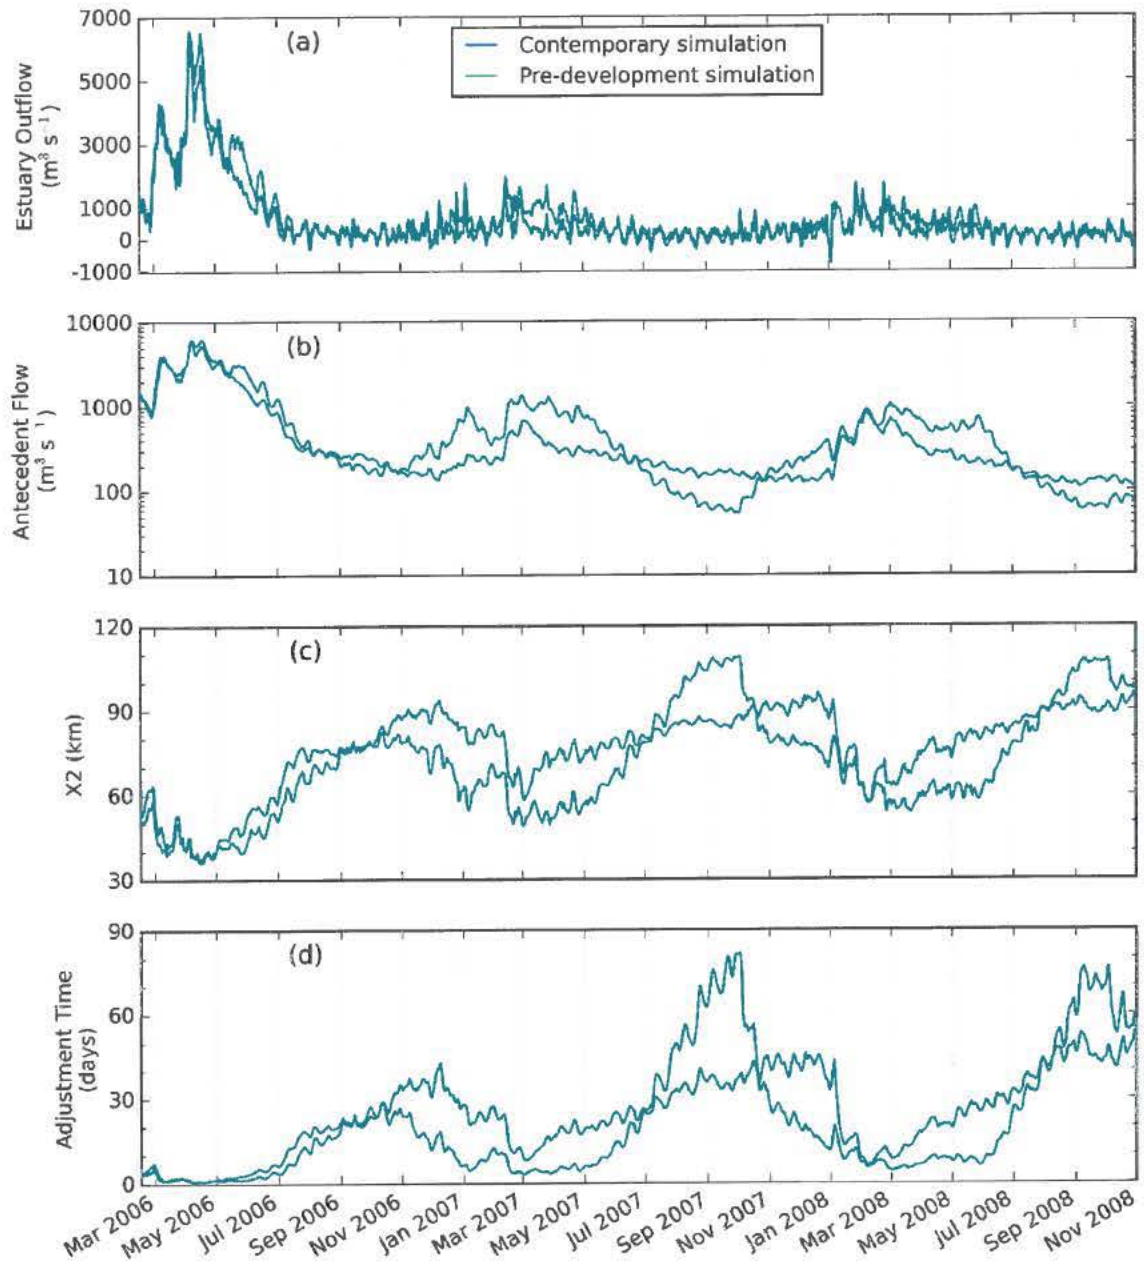 7000
5000
3000
1000
0
-1000
Estuary Outflow
(m³ s⁻¹)
(a)
Contemporary simulation
Pre-development simulation
10000
1000
100
10
Antecedent Flow
(m³ s⁻¹)
(b)
120
90
60
30
X2 (km)
(c)
90
60
30
0
Adjustment Time
(days)
(d)
Mar 2006
May 2006
Jul 2006
Sep 2006
Nov 2006
Jan 2007
Mar 2007
May 2007
Jul 2007
Sep 2007
Nov 2007
Jan 2008
Mar 2008
May 2008
Jul 2008
Sep 2008
Nov 2008